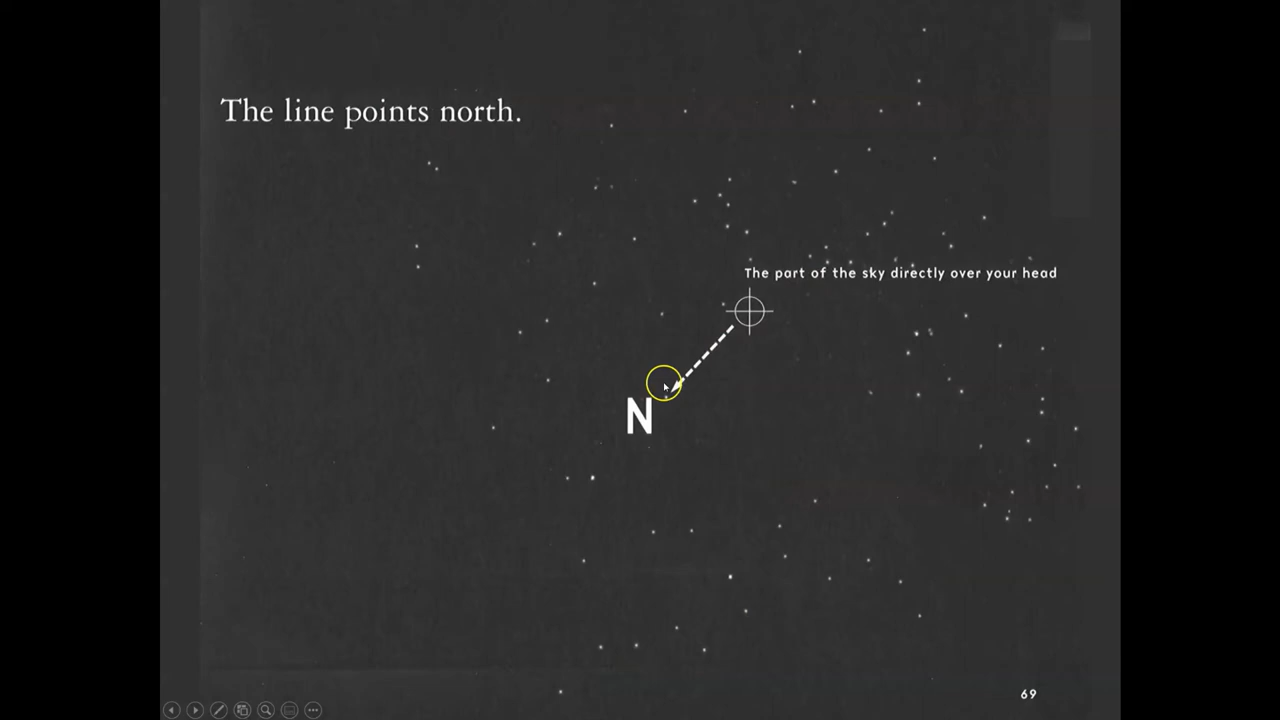 The line points north.
The part of the sky directly over your head
N
69